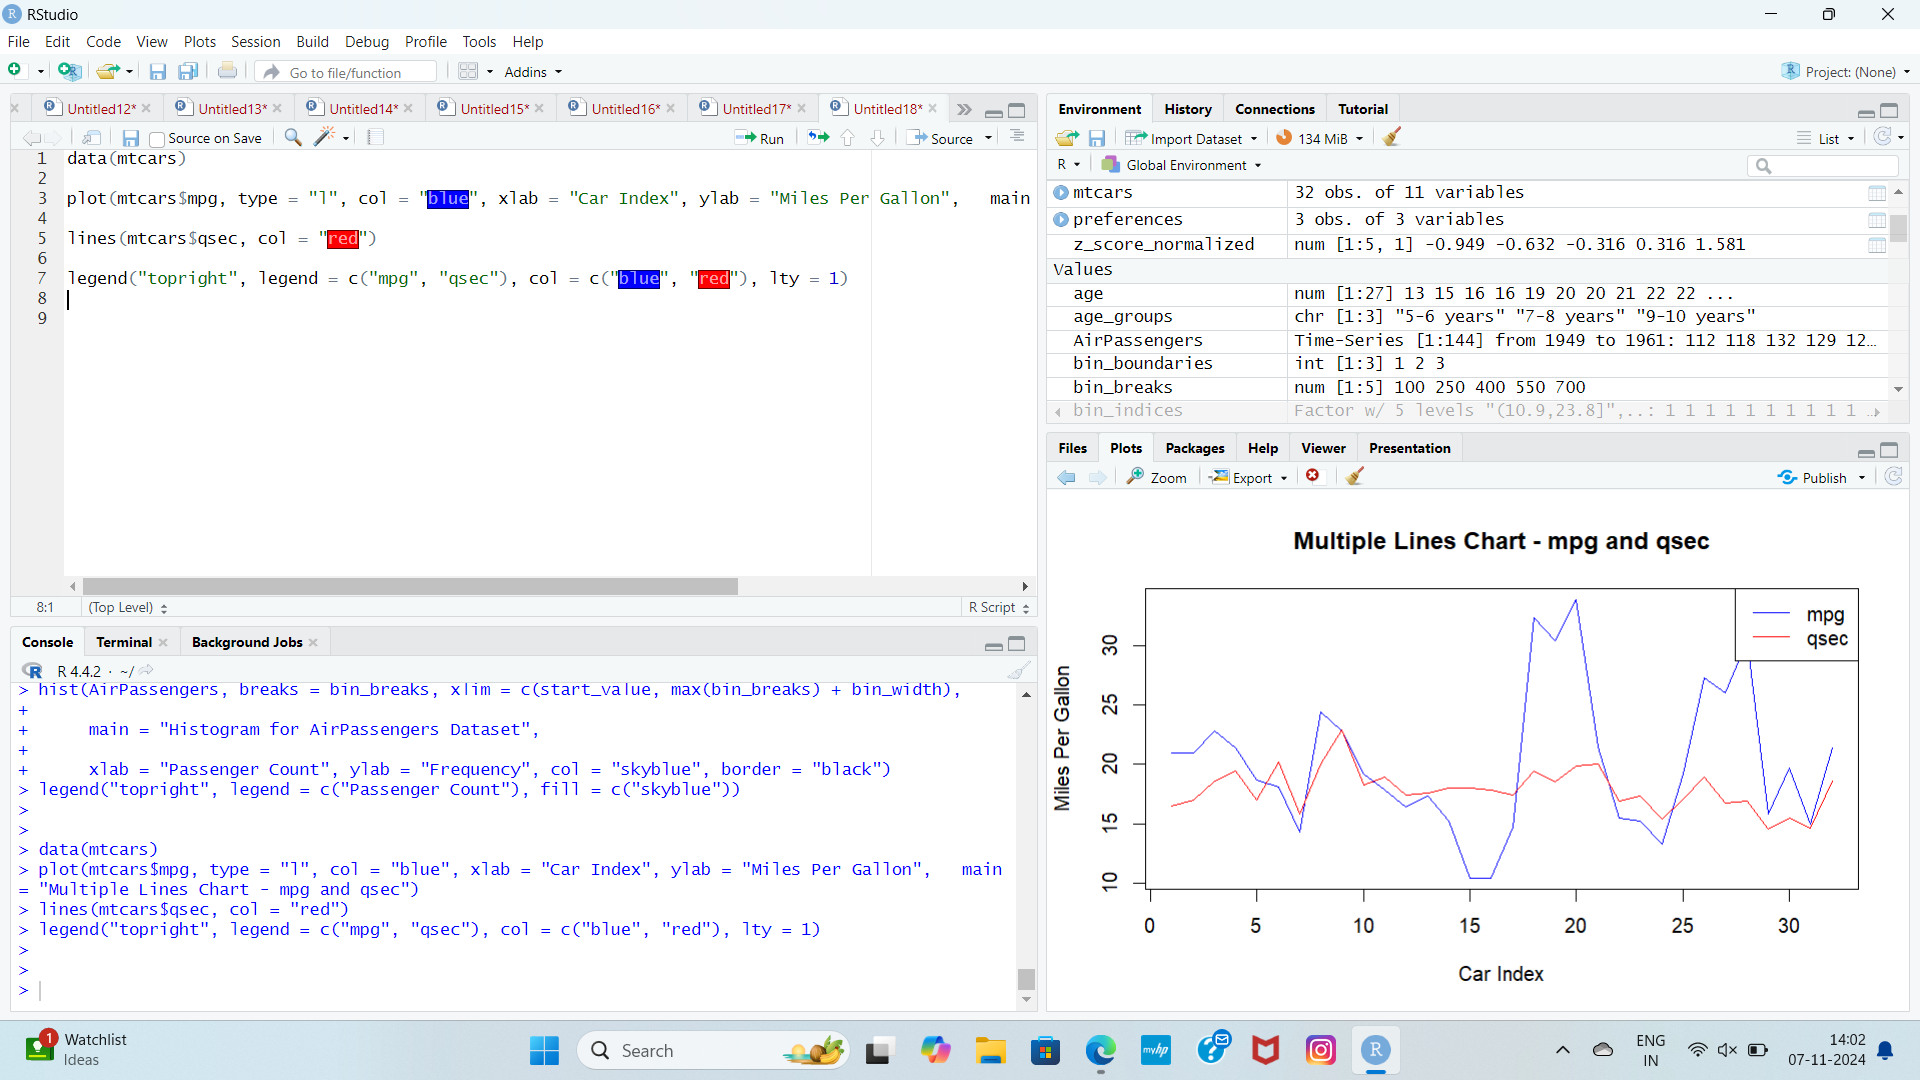 RStudio
File Edit Code View Plots Session Build Debug Profile Tools Help
Go to file/function Addins Project: (None)
Untitled12* Untitled13* Untitled14* Untitled15* Untitled16* Untitled17* Untitled18*
Source on Save Run Source
1 data(mtcars)
2
3 plot(mtcars$mpg, type = "l", col = "blue", xlab = "Car Index", ylab = "Miles Per Gallon", main
4
5 lines(mtcars$qsec, col = "red")
6
7 legend("topright", legend = c("mpg", "qsec"), col = c("blue", "red"), lty = 1)
8
9
8:1 (Top Level) R Script
Console Terminal Background Jobs
R 4.4.2 · ~/
> hist(AirPassengers, breaks = bin_breaks, xlim = c(start_value, max(bin_breaks) + bin_width),
+
+ main = "Histogram for AirPassengers Dataset",
+
+ xlab = "Passenger Count", ylab = "Frequency", col = "skyblue", border = "black")
> legend("topright", legend = c("Passenger Count"), fill = c("skyblue"))
>
>
> data(mtcars)
> plot(mtcars$mpg, type = "l", col = "blue", xlab = "Car Index", ylab = "Miles Per Gallon", main
= "Multiple Lines Chart - mpg and qsec")
> lines(mtcars$qsec, col = "red")
> legend("topright", legend = c("mpg", "qsec"), col = c("blue", "red"), lty = 1)
>
>
>
Environment History Connections Tutorial
Import Dataset 134 MiB List
R Global Environment
mtcars 32 obs. of 11 variables
preferences 3 obs. of 3 variables
z_score_normalized num [1:5, 1] -0.949 -0.632 -0.316 0.316 1.581
Values
age num [1:27] 13 15 16 16 19 20 20 21 22 22 ...
age_groups chr [1:3] "5-6 years" "7-8 years" "9-10 years"
AirPassengers Time-Series [1:144] from 1949 to 1961: 112 118 132 129 12…
bin_boundaries int [1:3] 1 2 3
bin_breaks num [1:5] 100 250 400 550 700
bin_indices Factor w/ 5 levels "(10.9,23.8]",..: 1 1 1 1 1 1 1 1 1 1 …
Files Plots Packages Help Viewer Presentation
Zoom Export Publish
Multiple Lines Chart - mpg and qsec
mpg
qsec
Miles Per Gallon
30
25
20
15
10
0 5 10 15 20 25 30
Car Index
1 Watchlist
Ideas
Search
myhp
R
ENG
IN
14:02
07-11-2024